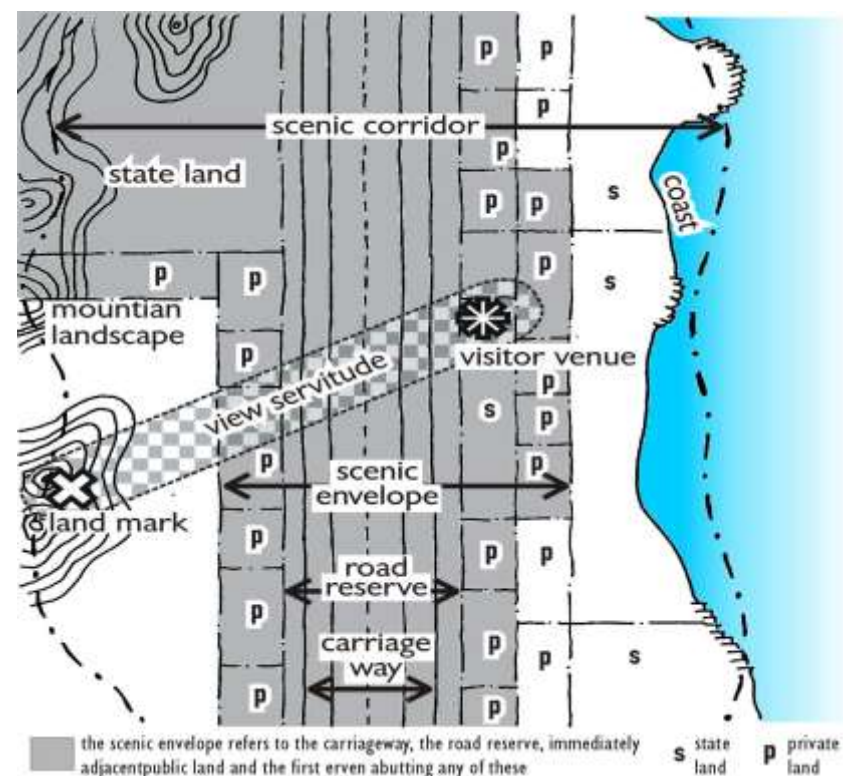 p p
p
scenic corridor
p
state land
coast
p p s
p p p
s
mountian
landscape
visitor venue
p p
view servitude
s p
p p
scenic
envelope
land mark
p p p
road
reserve
p
carriage
way
p p s
p p
the scenic envelope refers to the carriageway, the road reserve, immediately
adjacentpublic land and the first erven abutting any of these
s state
land
p private
land